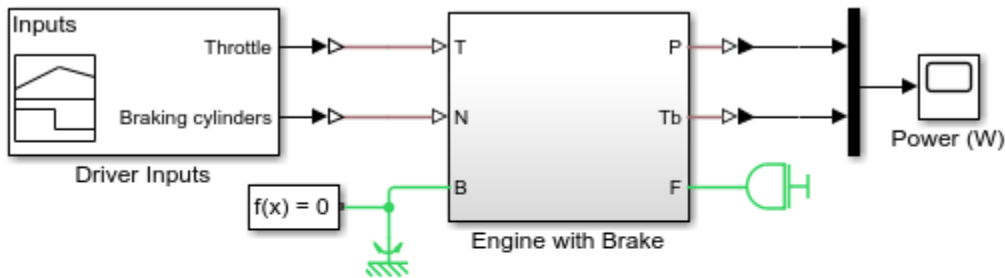 Inputs
Throttle
Braking cylinders
Driver Inputs
f(x) = 0
T
N
B
P
Tb
F
Engine with Brake
Power (W)